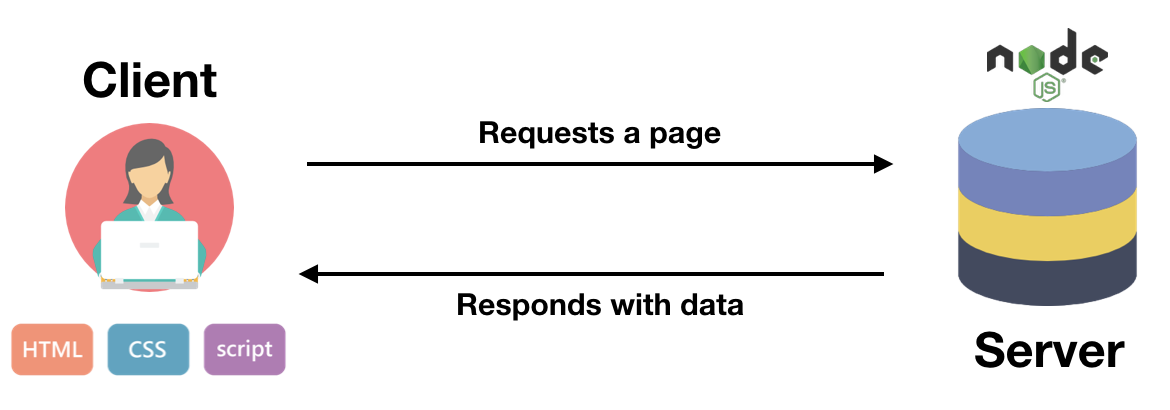 Client
node
JS
Requests a page
Responds with data
HTML
CSS
script
Server